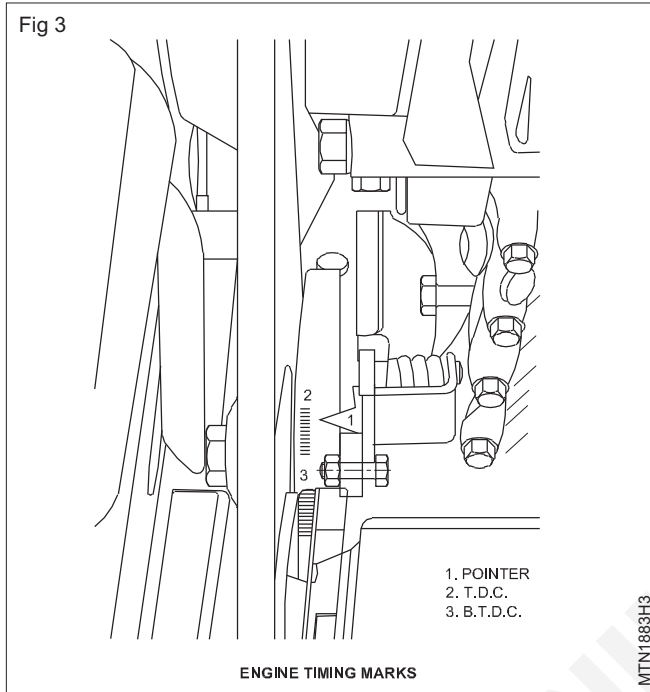 Fig 3
2
1
3
1. POINTER
2. T.D.C.
3. B.T.D.C.
ENGINE TIMING MARKS
MTN1883H3